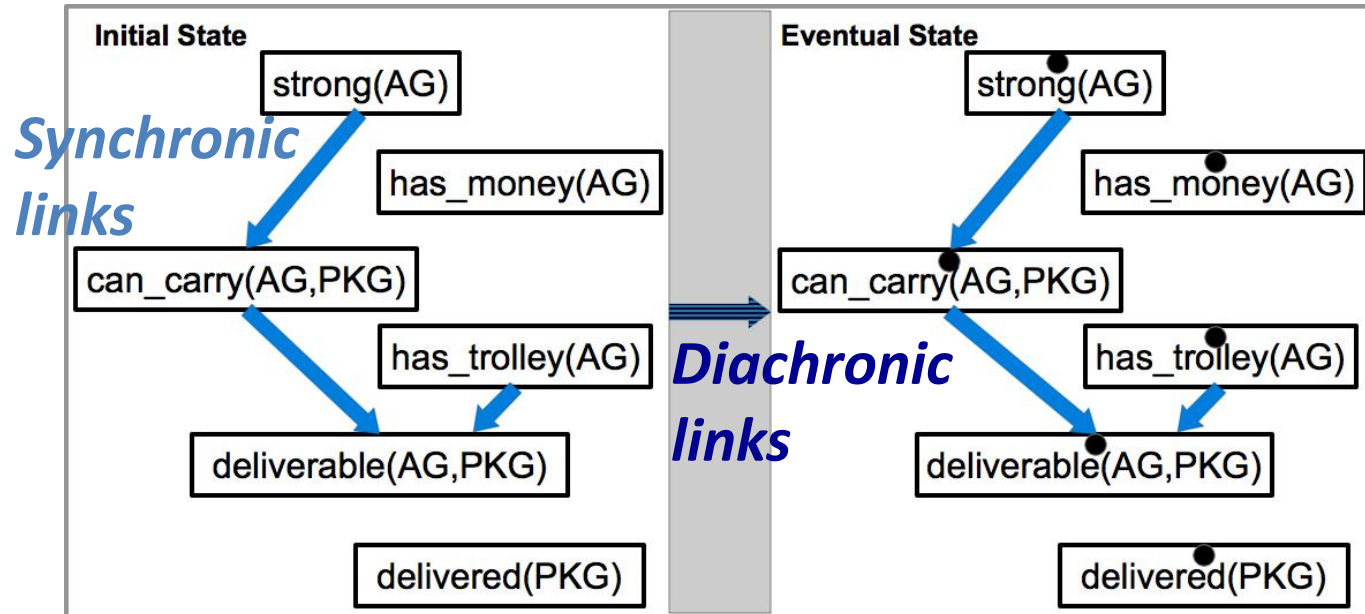 Initial State
strong(AG)
Synchronic
links
has_money(AG)
can_carry(AG,PKG)
has_trolley(AG)
deliverable(AG,PKG)
delivered(PKG)
Diachronic
links
Eventual State
strong(AG)
has_money(AG)
can_carry(AG,PKG)
has_trolley(AG)
deliverable(AG,PKG)
delivered(PKG)